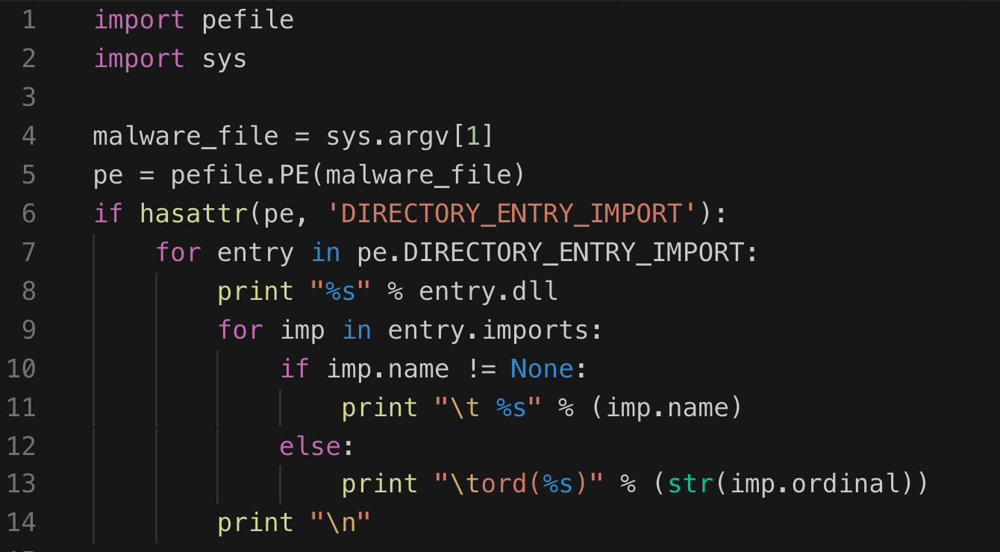 1 import pefile
2 import sys
3
4 malware_file = sys.argv[1]
5 pe = pefile.PE(malware_file)
6 if hasattr(pe, 'DIRECTORY_ENTRY_IMPORT'):
7     for entry in pe.DIRECTORY_ENTRY_IMPORT:
8         print "%s" % entry.dll
9         for imp in entry.imports:
10             if imp.name != None:
11                 print "\t %s" % (imp.name)
12             else:
13                 print "\tord(%s)" % (str(imp.ordinal))
14         print "\n"